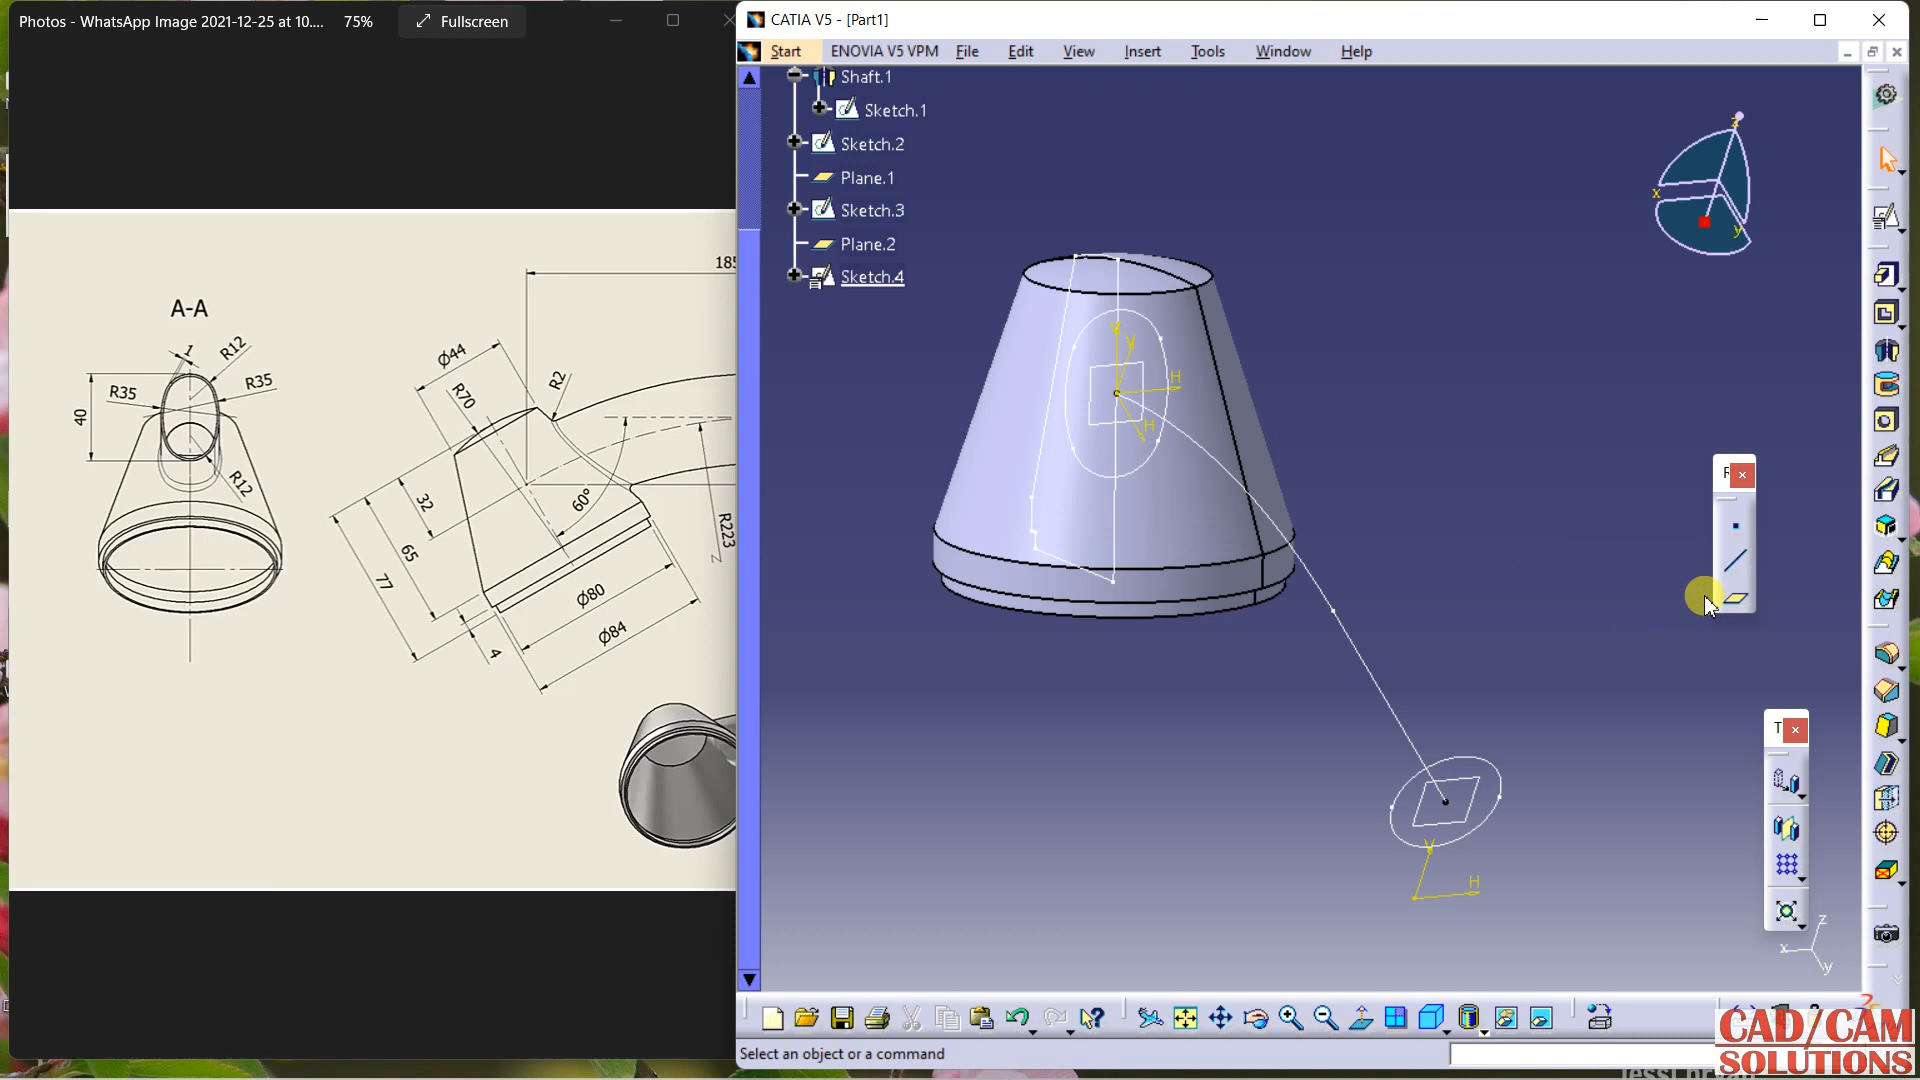 Photos - WhatsApp Image 2021-12-25 at 10.... 75% Fullscreen
CATIA V5 - [Part1]
Start ENOVIA V5 VPM File Edit View Insert Tools Window Help
Shaft.1
Sketch.1
Sketch.2
Plane.1
Sketch.3
Plane.2
Sketch.4
z
x
y
A-A
1
R12
R35
R35
40
R12
185
Ø44
R70
R2
60°
32
65
77
R223
Ø80
Ø84
4
V
y
H
H
V
H
F
T
z
x
y
Select an object or a command
CAD/CAM
SOLUTIONS